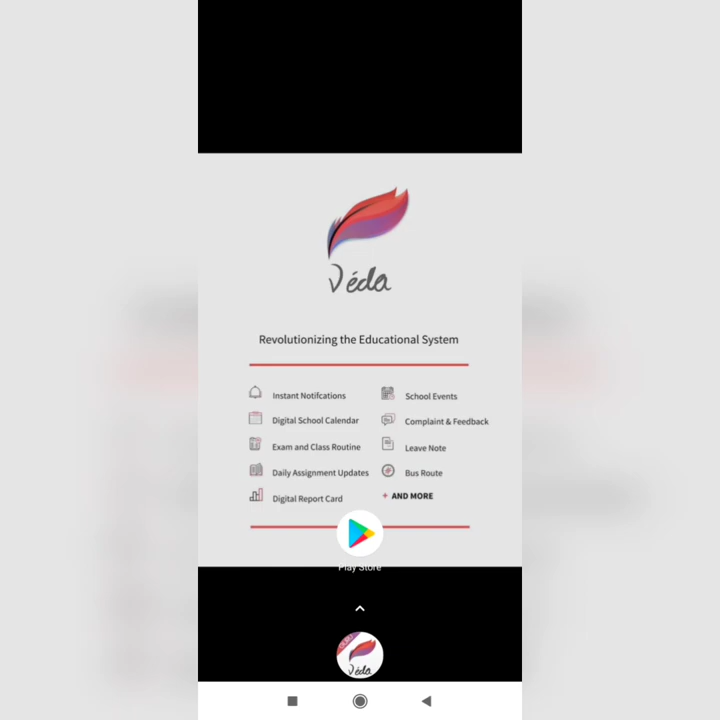 Véda
Revolutionizing the Educational System
Instant Notifcations
School Events
Digital School Calendar
Complaint & Feedback
Exam and Class Routine
Leave Note
Daily Assignment Updates
Bus Route
Digital Report Card
+ AND MORE
Play Store
Véda